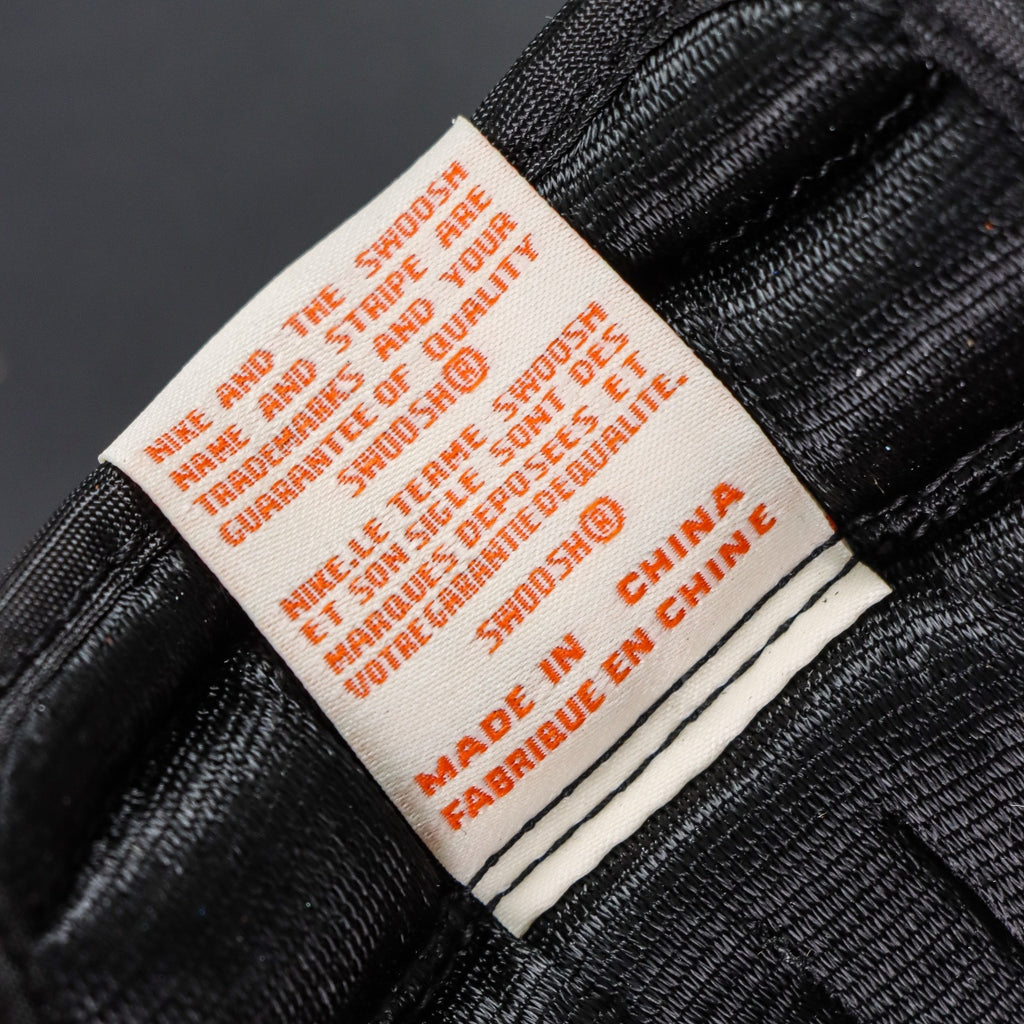 NIKE AND THE SWOOSH
NAME AND STRIPE ARE
TRADEMARKS AND YOUR
GUARANTEE OF QUALITY
SWOOSH®
NIKE.LE TERME SWOOSH
ET SON SIGLE SONT DES
MARQUES DEPOSEES ET
VOTRE GARANTIE DE QUALITE.
SWOOSH®
MADE IN CHINA
FABRIQUE EN CHINE